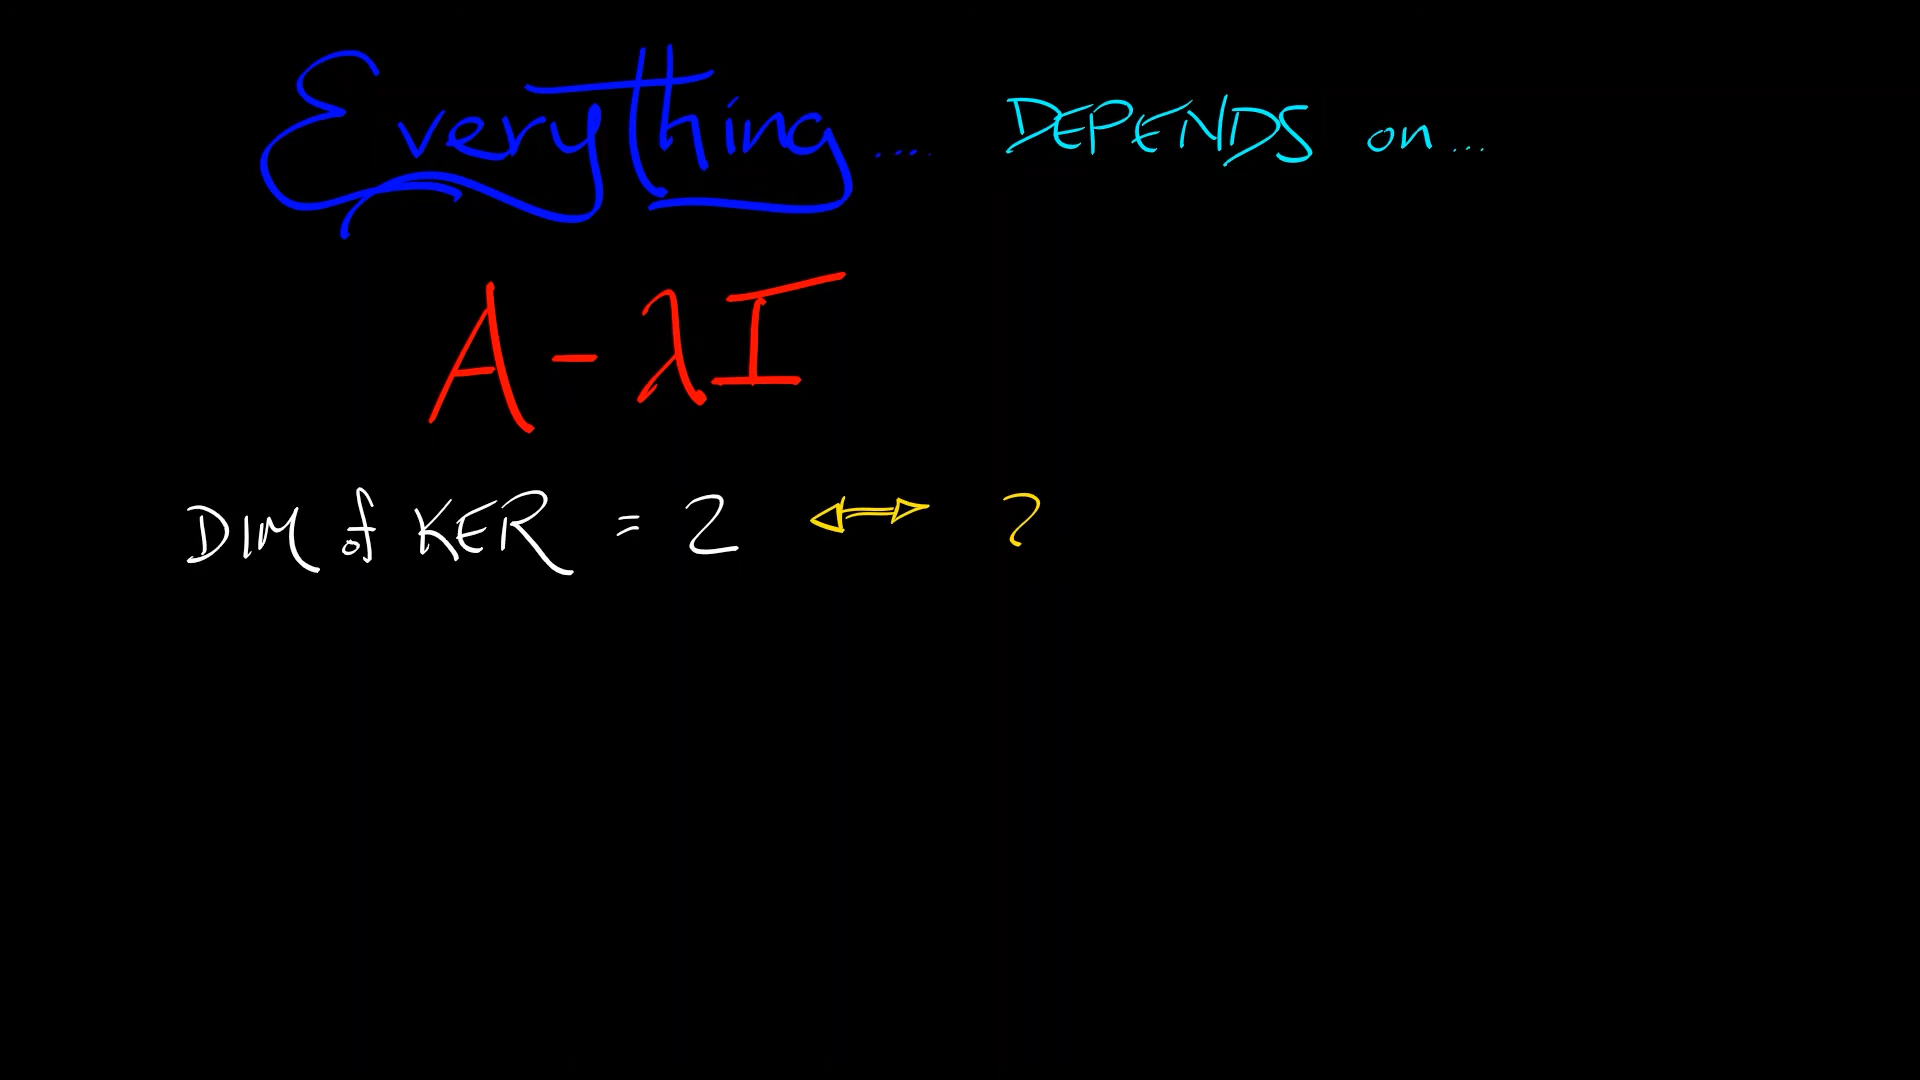 Everything.... DEPENDS on...
A - λI
DIM of KER = 2 ⟺ ?